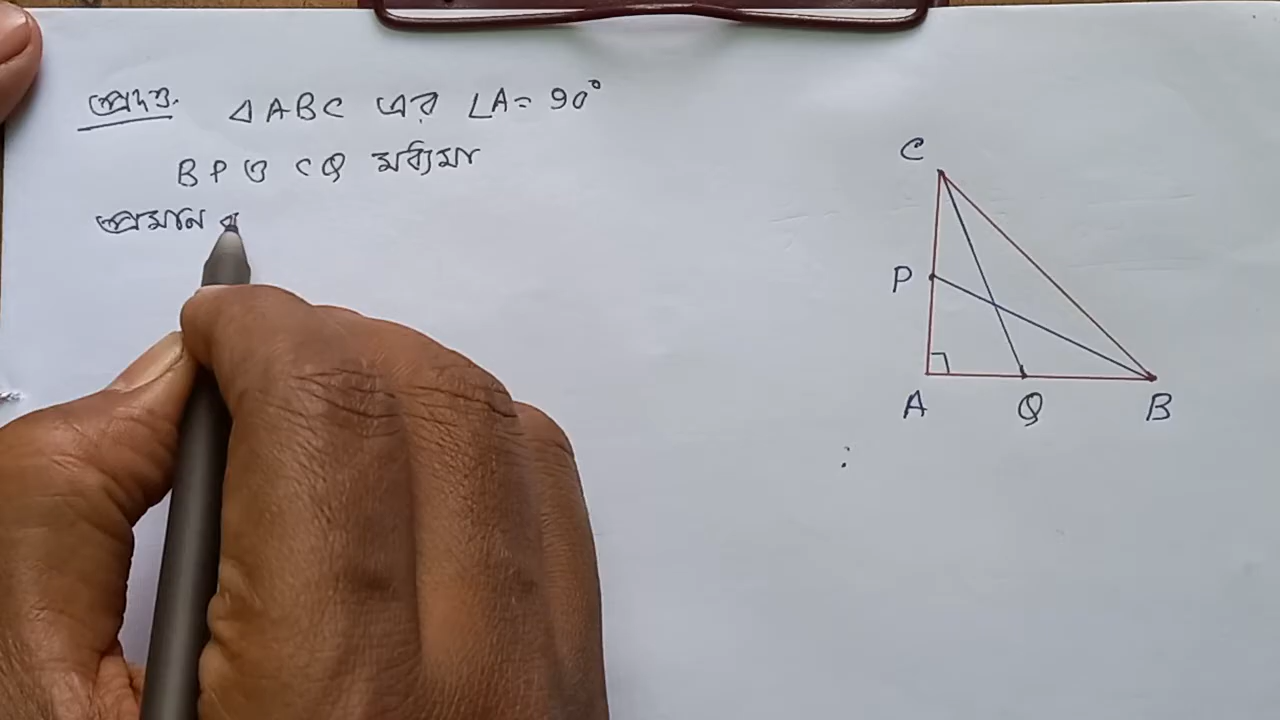 প্রদত্ত. △ABC এর ∠A= 90°
BP ও CQ মধ্যমা
প্রমান
C
P
A Q B